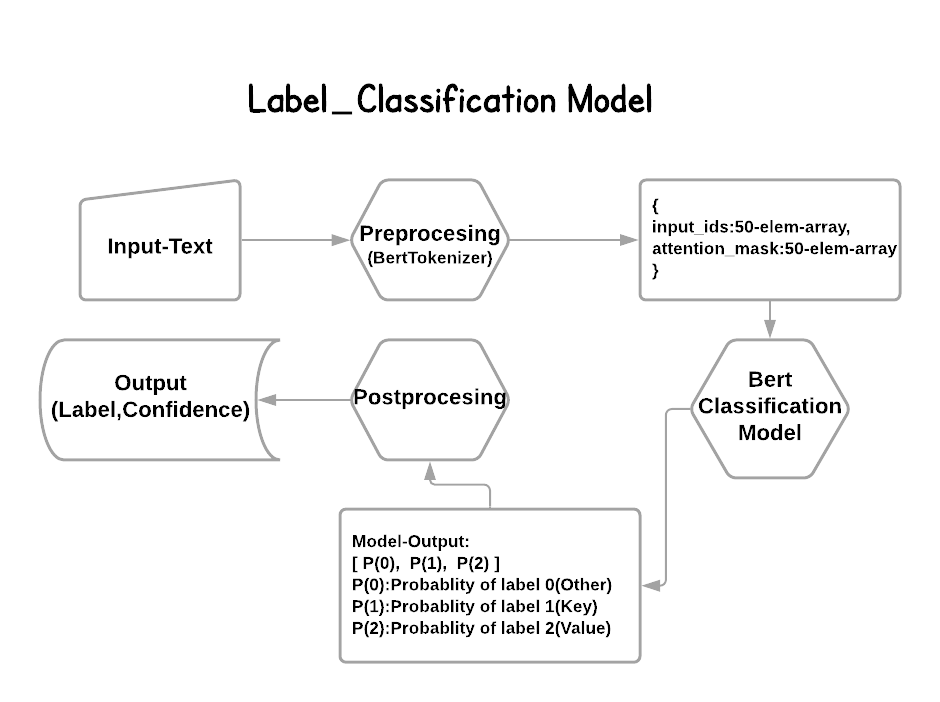 Label_Classification Model
Input-Text
Preprocesing
(BertTokenizer)
{
input_ids:50-elem-array,
attention_mask:50-elem-array
}
Bert
Classification
Model
Model-Output:
[ P(0), P(1), P(2) ]
P(0):Probablity of label 0(Other)
P(1):Probablity of label 1(Key)
P(2):Probablity of label 2(Value)
Postprocesing
Output
(Label,Confidence)